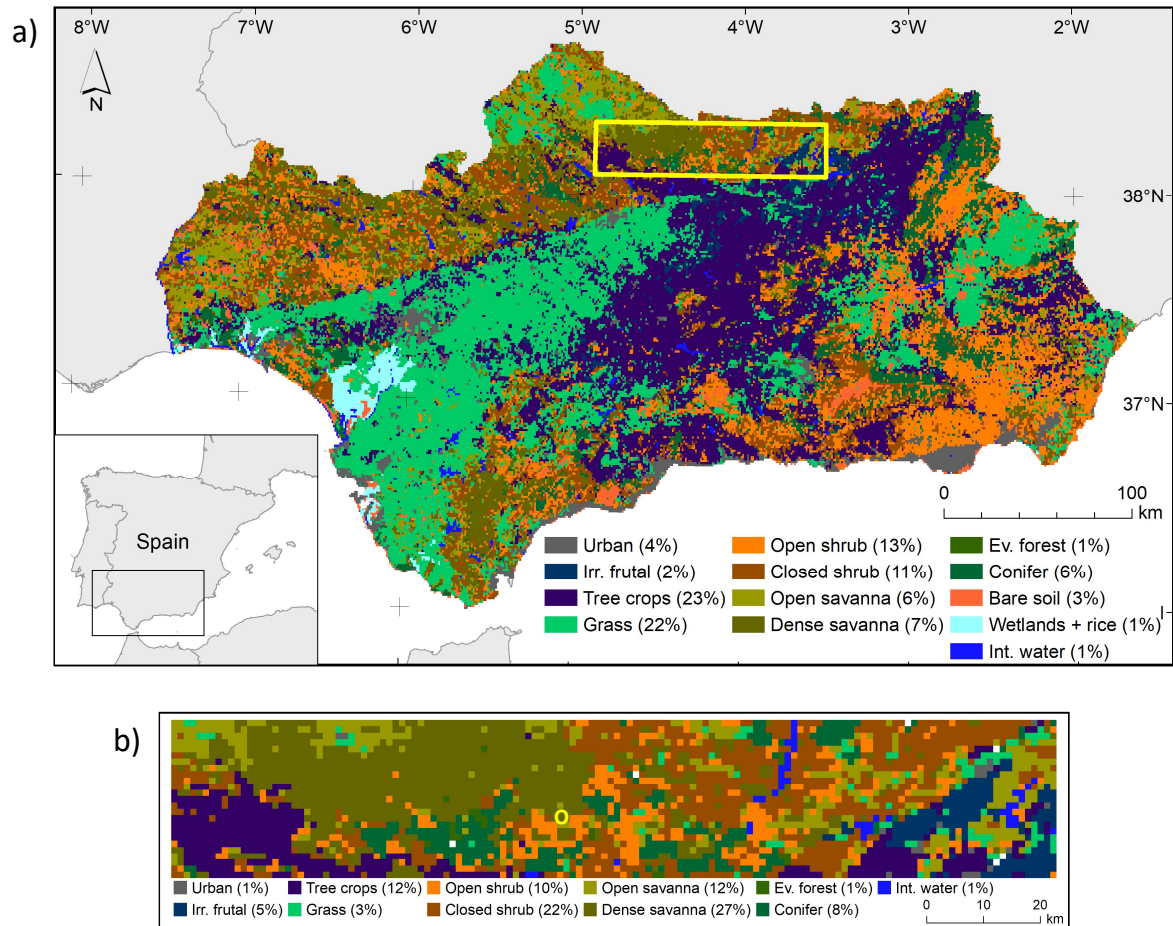 a)
8°W 7°W 6°W 5°W 4°W 3°W 2°W
N
38°N
37°N
0 100
km
Spain
Urban (4%) Open shrub (13%) Ev. forest (1%)
Irr. frutal (2%) Closed shrub (11%) Conifer (6%)
Tree crops (23%) Open savanna (6%) Bare soil (3%)
Grass (22%) Dense savanna (7%) Wetlands + rice (1%)
Int. water (1%)
b)
Urban (1%) Tree crops (12%) Open shrub (10%) Open savanna (12%) Ev. forest (1%) Int. water (1%)
Irr. frutal (5%) Grass (3%) Closed shrub (22%) Dense savanna (27%) Conifer (8%)
0 10 20
km